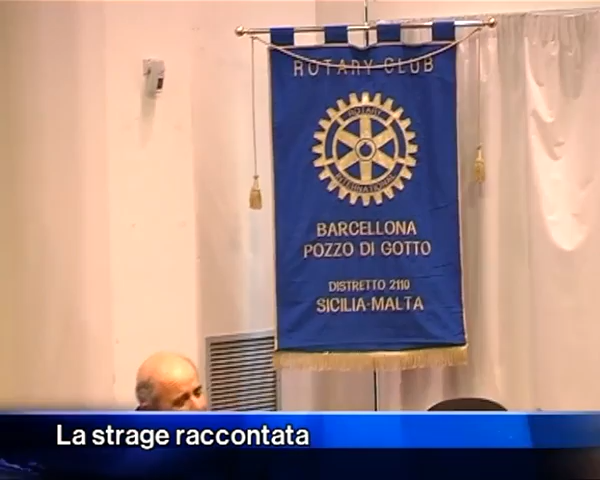 ROTARY CLUB
ROTARY
INTERNATIONAL
BARCELLONA
POZZO DI GOTTO
DISTRETTO 2110
SICILIA-MALTA
La strage raccontata